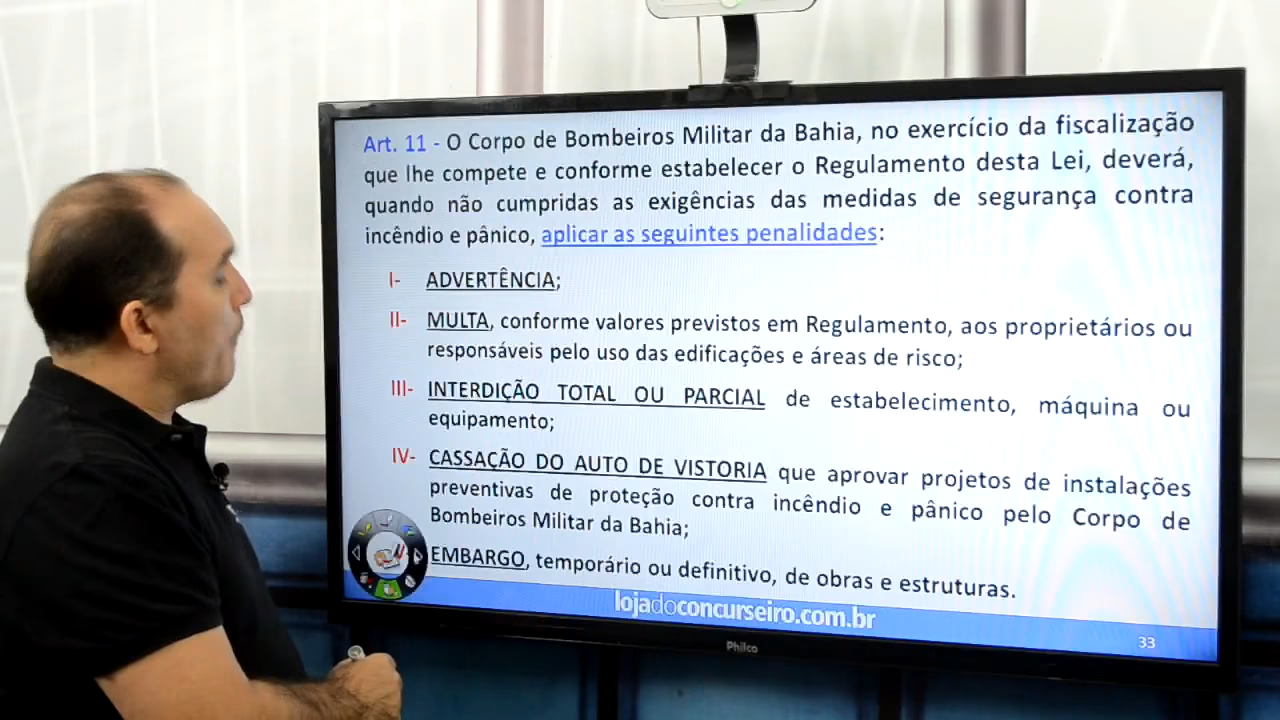 Art. 11 - O Corpo de Bombeiros Militar da Bahia, no exercício da fiscalização
que lhe compete e conforme estabelecer o Regulamento desta Lei, deverá,
quando não cumpridas as exigências das medidas de segurança contra
incêndio e pânico, aplicar as seguintes penalidades:
I- ADVERTÊNCIA;
II- MULTA, conforme valores previstos em Regulamento, aos proprietários ou
responsáveis pelo uso das edificações e áreas de risco;
III- INTERDIÇÃO TOTAL OU PARCIAL de estabelecimento, máquina ou
equipamento;
IV- CASSAÇÃO DO AUTO DE VISTORIA que aprovar projetos de instalações
preventivas de proteção contra incêndio e pânico pelo Corpo de
Bombeiros Militar da Bahia;
EMBARGO, temporário ou definitivo, de obras e estruturas.
lojadoconcurseiro.com.br
33
Philco